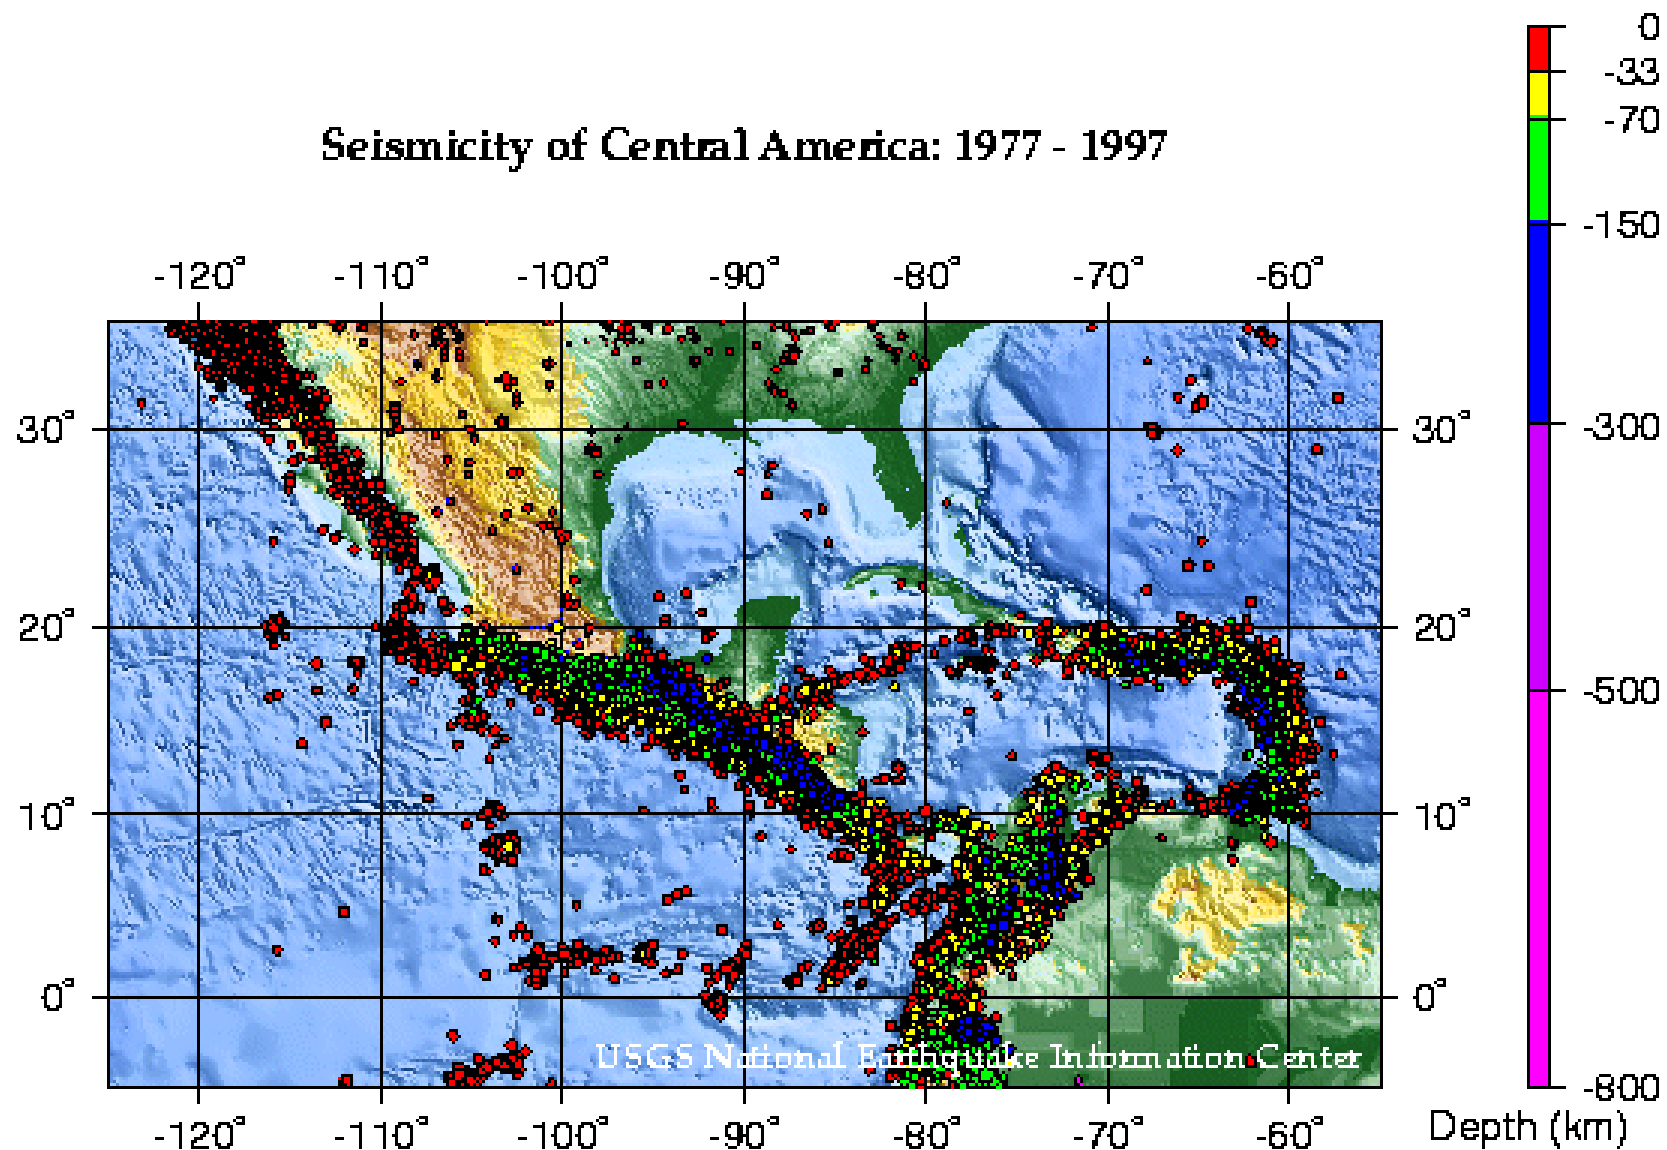 0
-33
-70
-150
-300
-500
-800
Depth (km)
Seismicity of Central America: 1977 - 1997
-120° -110° -100° -90° -80° -70° -60°
30° 30°
20° 20°
10° 10°
0° 0°
USGS National Earthquake Information Center
-120° -110° -100° -90° -80° -70° -60°